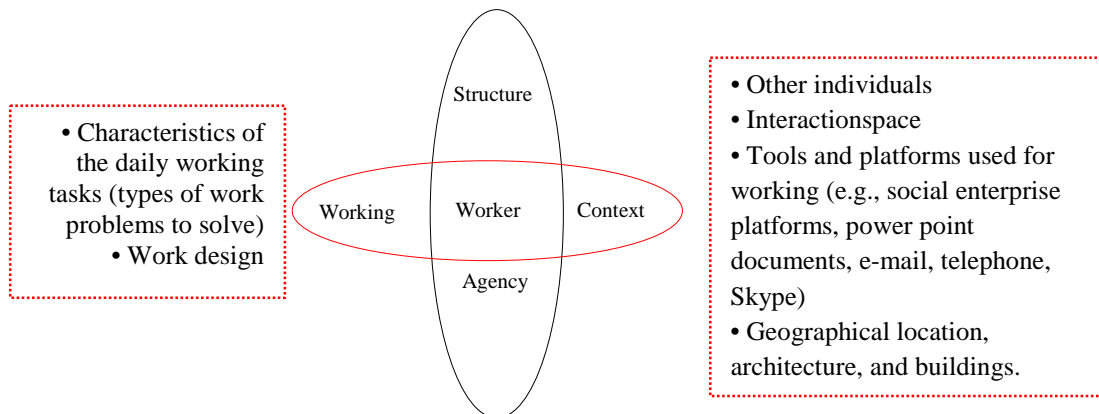 • Characteristics of
the daily working
tasks (types of work
problems to solve)
• Work design
Structure
Working
Worker
Context
Agency
• Other individuals
• Interactionspace
• Tools and platforms used for
working (e.g., social enterprise
platforms, power point
documents, e-mail, telephone,
Skype)
• Geographical location,
architecture, and buildings.